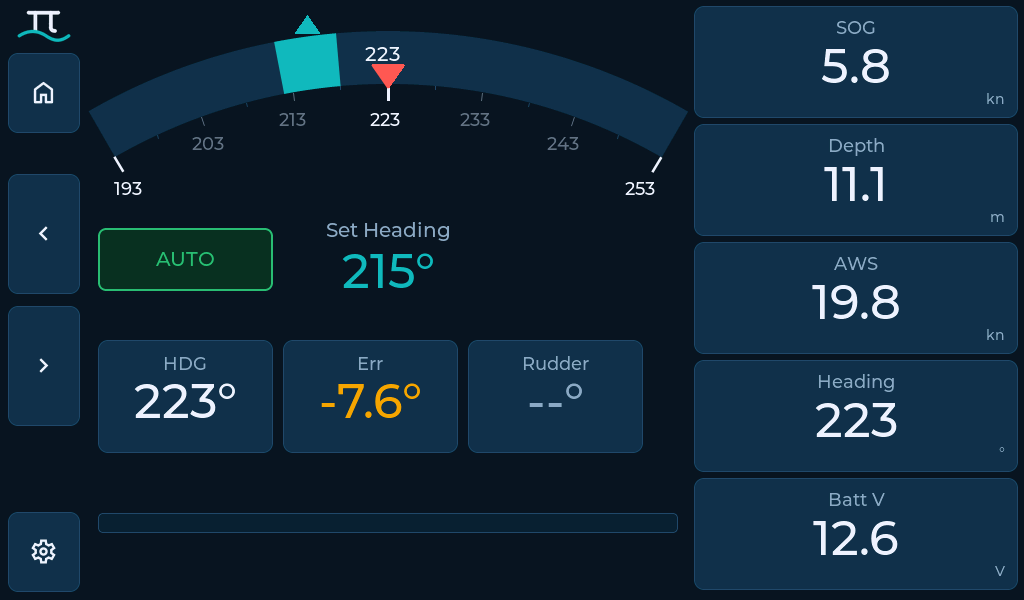 π
223
193
203
213
223
233
243
253
AUTO
Set Heading
215°
HDG
223°
Err
-7.6°
Rudder
--°
SOG
5.8
kn
Depth
11.1
m
AWS
19.8
kn
Heading
223
°
Batt V
12.6
V